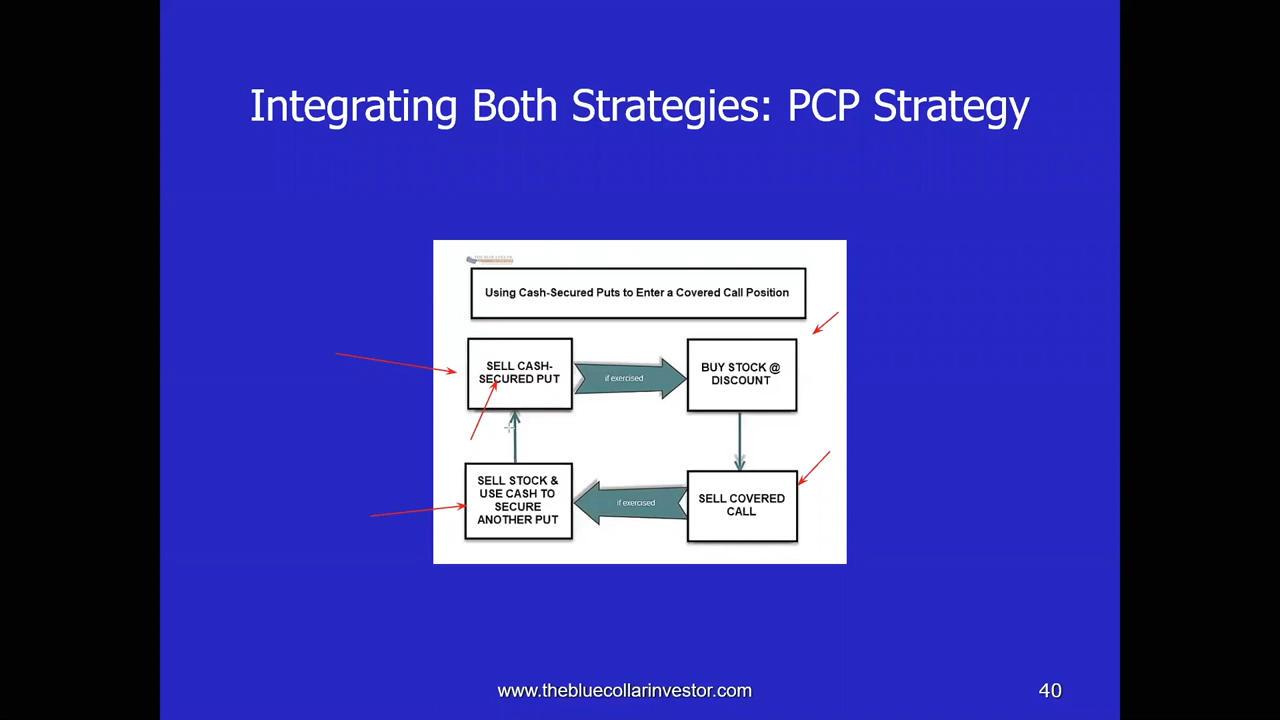 Integrating Both Strategies: PCP Strategy
Using Cash-Secured Puts to Enter a Covered Call Position
SELL CASH-
SECURED PUT
if exercised
BUY STOCK @
DISCOUNT
SELL STOCK &
USE CASH TO
SECURE
ANOTHER PUT
if exercised
SELL COVERED
CALL
www.thebluecollarinvestor.com
40